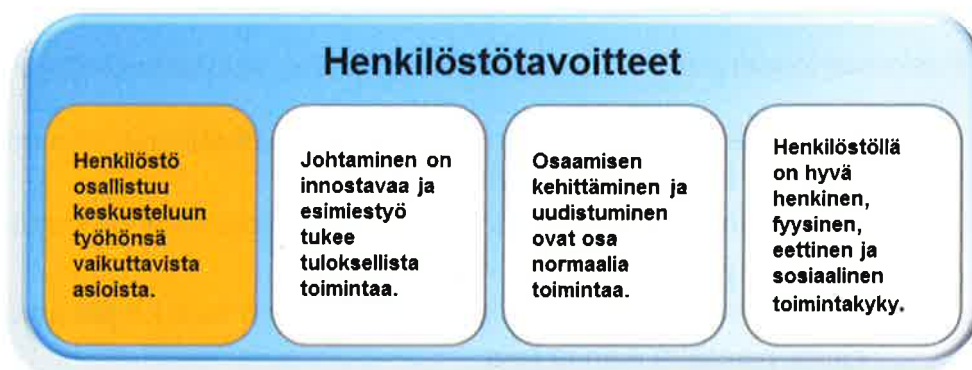 Henkilöstötavoitteet
Henkilöstö
osallistuu
keskusteluun
työhönsä
vaikuttavista
asioista.
Johtaminen on
innostavaa ja
esimiestyö
tukee
tuloksellista
toimintaa.
Osaamisen
kehittäminen ja
uudistuminen
ovat osa
normaalia
toimintaa.
Henkilöstöllä
on hyvä
henkinen,
fyysinen,
eettinen ja
sosiaalinen
toimintakyky.